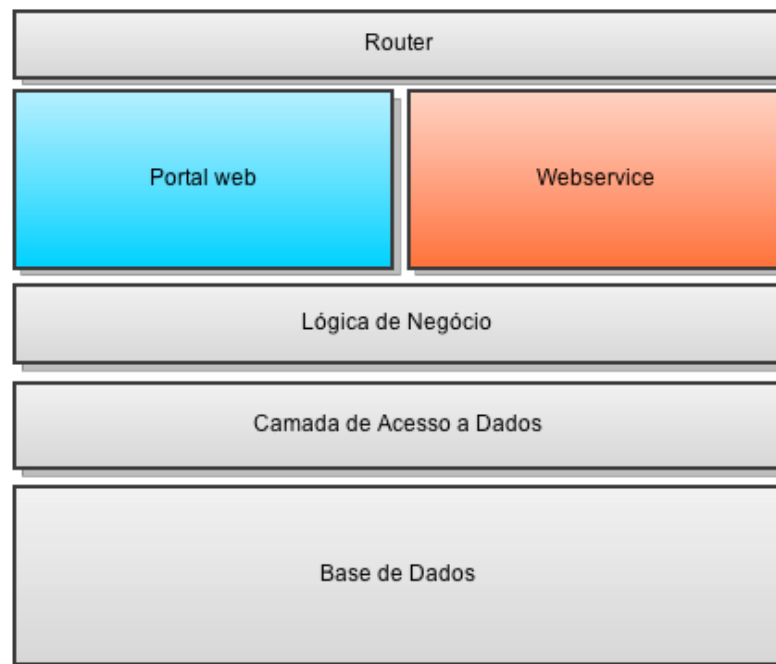 Router
Portal web
Webservice
Lógica de Negócio
Camada de Acesso a Dados
Base de Dados